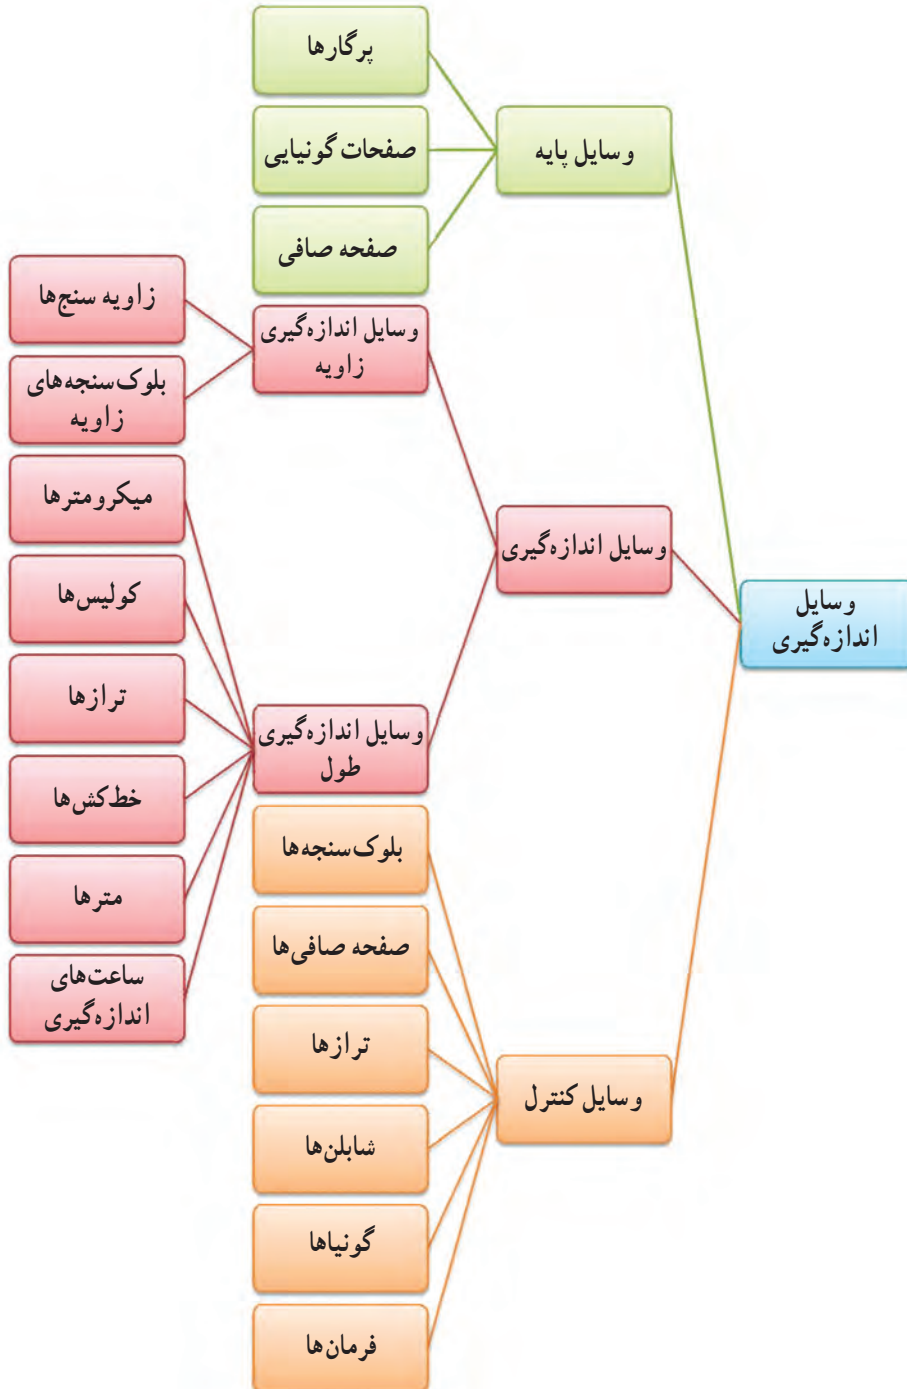 وسایل
اندازه‌گیری
وسایل پایه
پرگارها
صفحات گونیایی
صفحه صافی
وسایل اندازه‌گیری
وسایل اندازه‌گیری
زاویه
زاویه سنج‌ها
بلوک‌سنجه‌های
زاویه
وسایل اندازه‌گیری
طول
میکرومترها
کولیس‌ها
ترازها
خط‌کش‌ها
مترها
ساعت‌های
اندازه‌گیری
وسایل کنترل
بلوک‌سنجه‌ها
صفحه صافی‌ها
ترازها
شابلن‌ها
گونیاها
فرمان‌ها